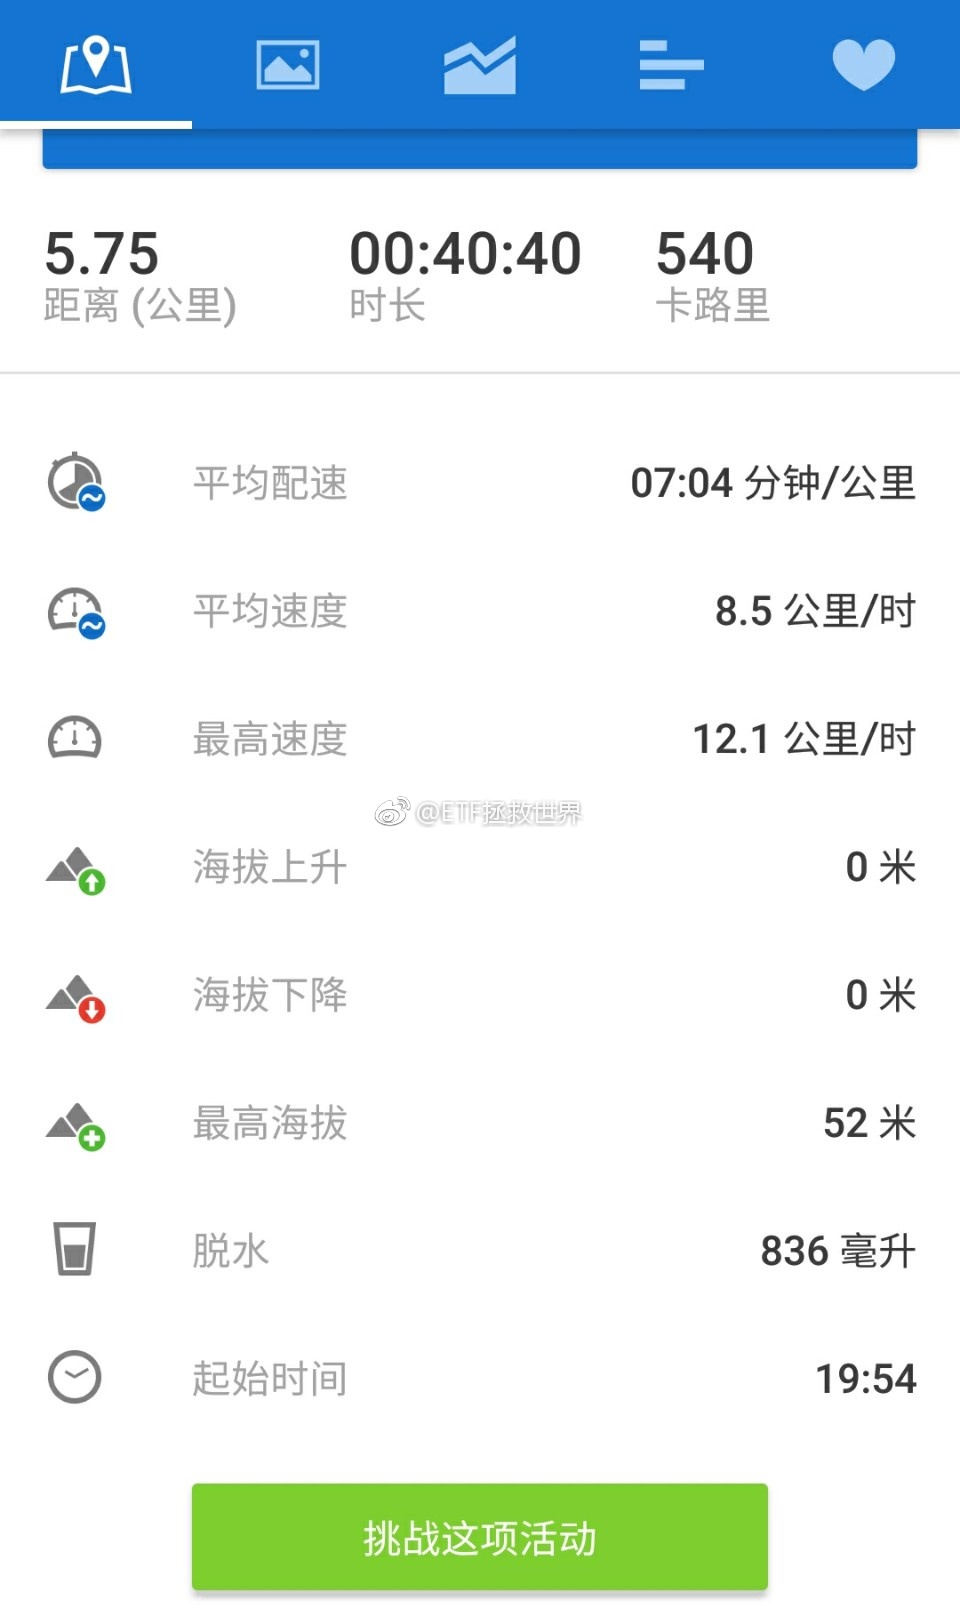 5.75 00:40:40 540
距离 (公里) 时长 卡路里
平均配速 07:04 分钟/公里
平均速度 8.5 公里/时
最高速度 12.1 公里/时
@ETF拯救世界
海拔上升 0 米
海拔下降 0 米
最高海拔 52 米
脱水 836 毫升
起始时间 19:54
挑战这项活动